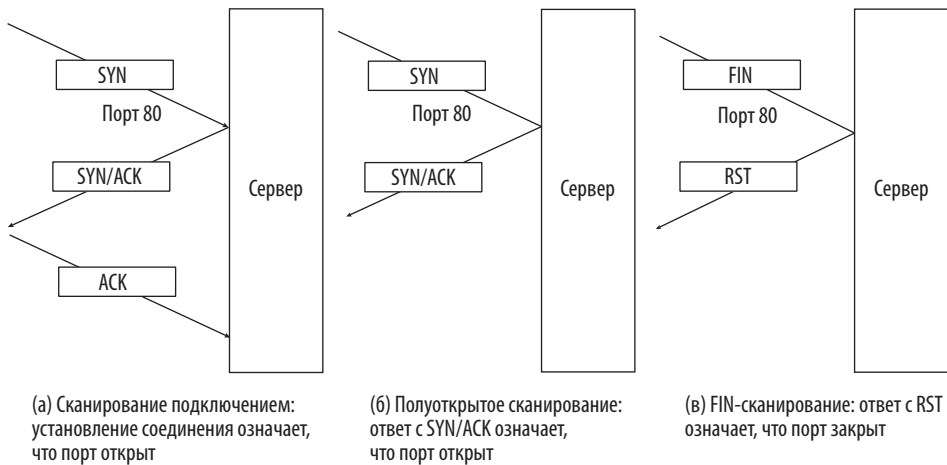 SYN
Порт 80
SYN/ACK
Сервер
ACK
(а) Сканирование подключением:
установление соединения означает,
что порт открыт
SYN
Порт 80
SYN/ACK
Сервер
(б) Полуоткрытое сканирование:
ответ с SYN/ACK означает,
что порт открыт
FIN
Порт 80
RST
Сервер
(в) FIN-сканирование: ответ с RST
означает, что порт закрыт